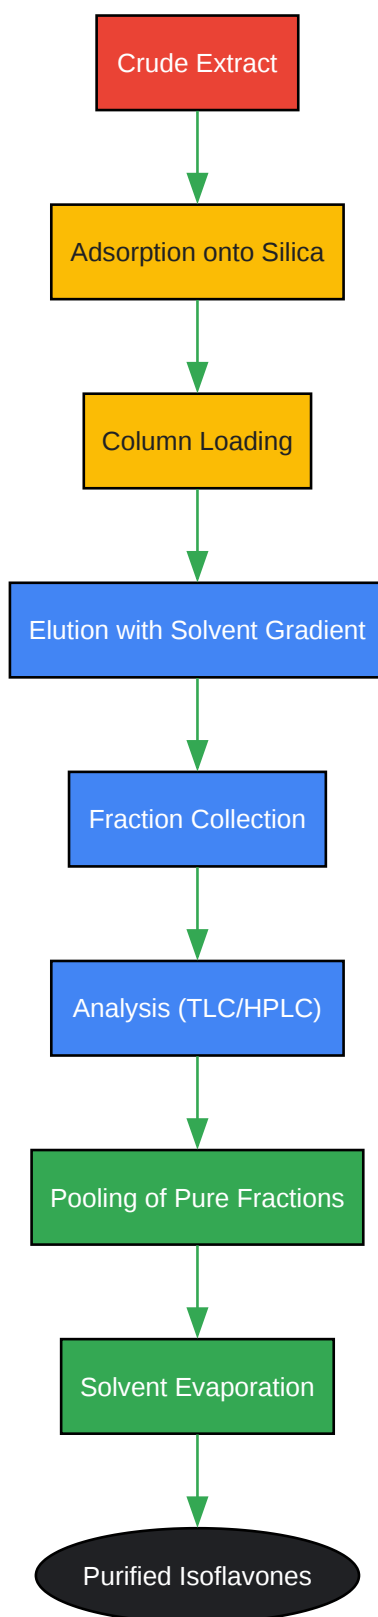 Crude Extract
Adsorption onto Silica
Column Loading
Elution with Solvent Gradient
Fraction Collection
Analysis (TLC/HPLC)
Pooling of Pure Fractions
Solvent Evaporation
Purified Isoflavones